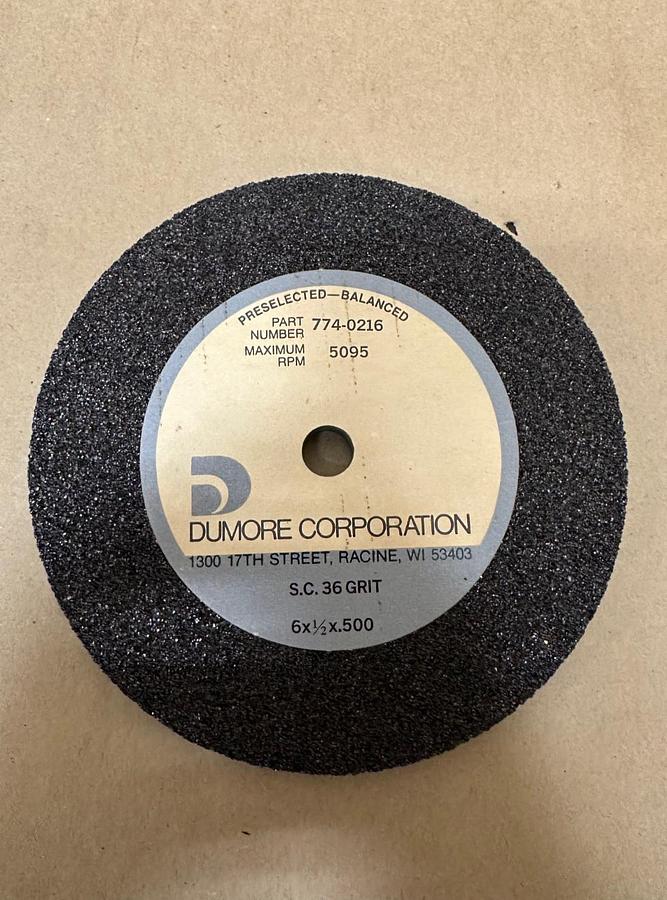 PRESELECTED—BALANCED
PART NUMBER 774-0216
MAXIMUM RPM 5095
DUMORE CORPORATION
1300 17TH STREET, RACINE, WI 53403
S.C. 36 GRIT
6x½x.500